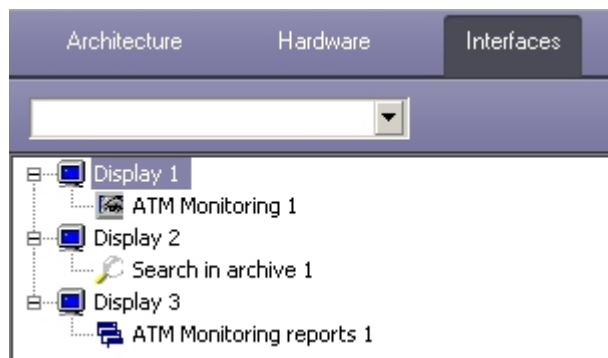 Architecture Hardware Interfaces
Display 1
ATM Monitoring 1
Display 2
Search in archive 1
Display 3
ATM Monitoring reports 1